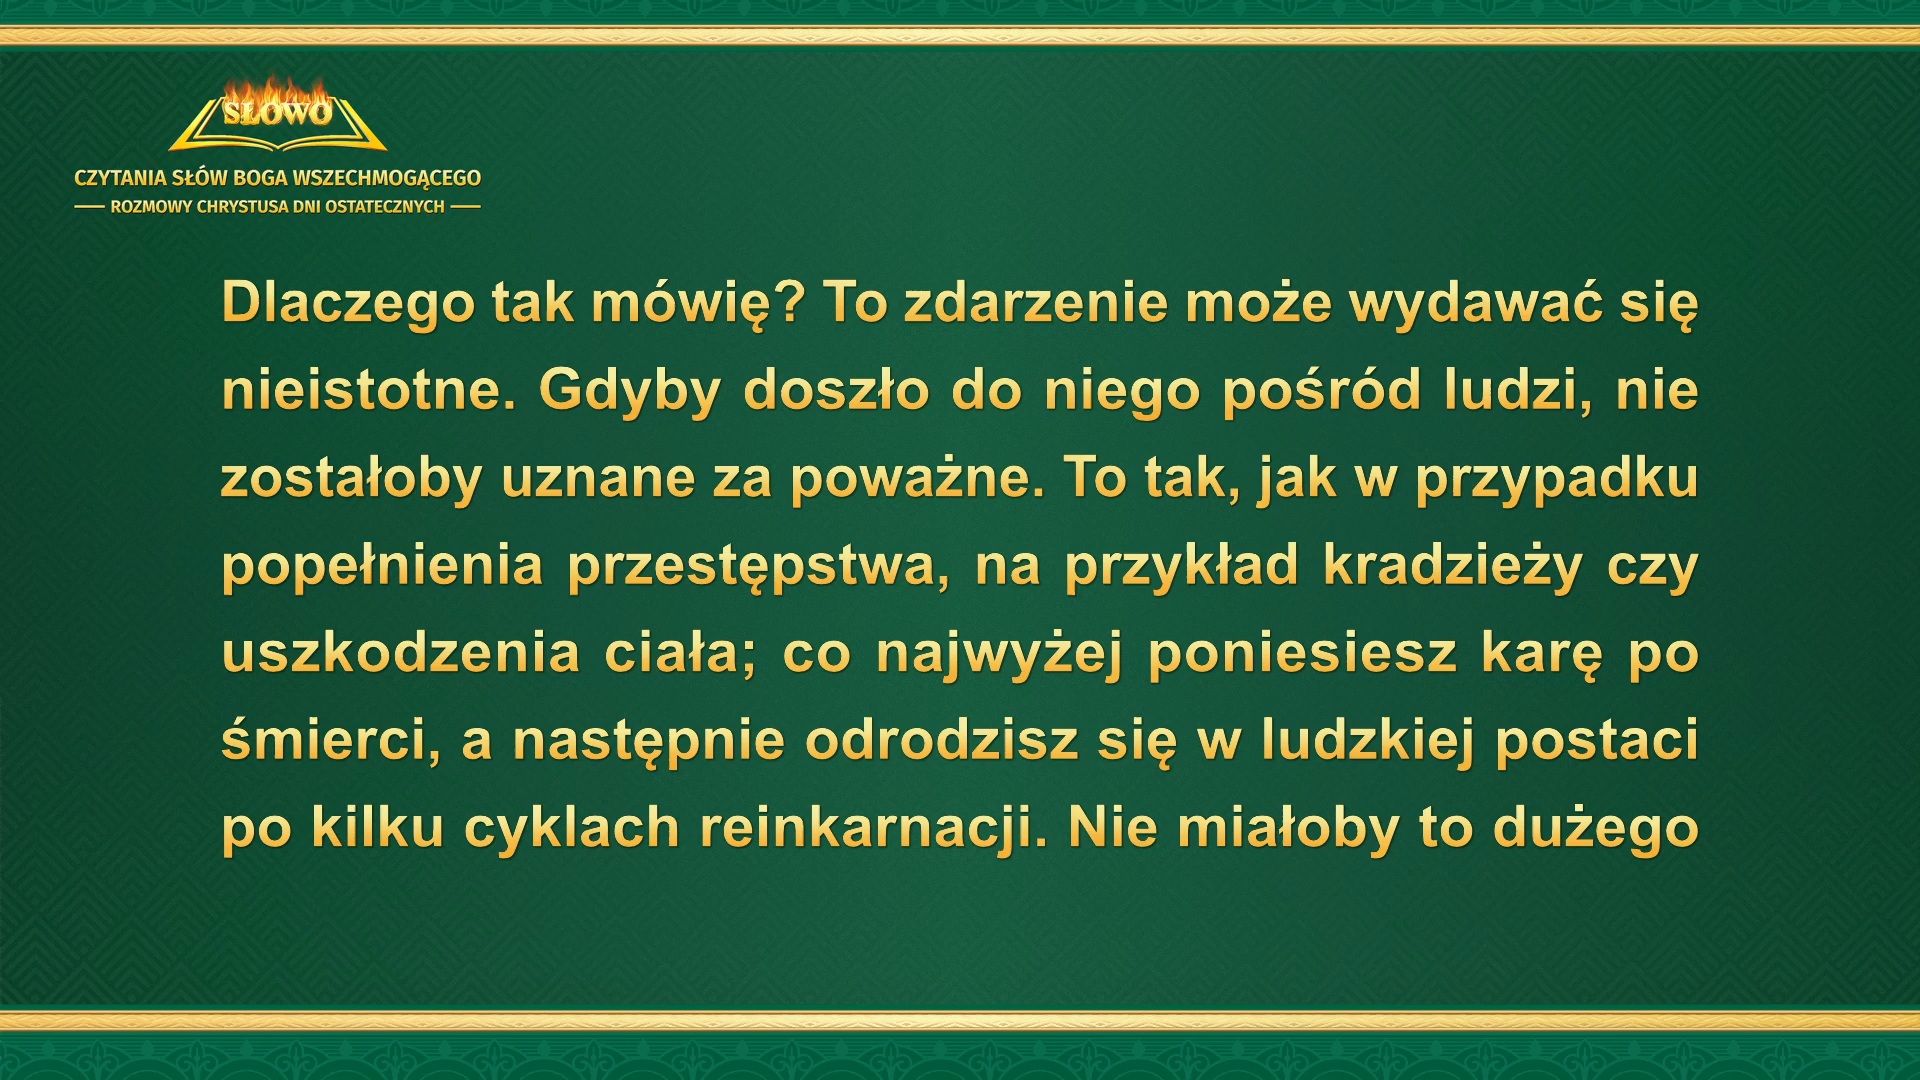 SŁOWO
CZYTANIA SŁÓW BOGA WSZECHMOGĄCEGO
ROZMOWY CHRYSTUSA DNI OSTATECZNYCH
Dlaczego tak mówię? To zdarzenie może wydawać się
nieistotne. Gdyby doszło do niego pośród ludzi, nie
zostałoby uznane za poważne. To tak, jak w przypadku
popełnienia przestępstwa, na przykład kradzieży czy
uszkodzenia ciała; co najwyżej poniesiesz karę po
śmierci, a następnie odrodzisz się w ludzkiej postaci
po kilku cyklach reinkarnacji. Nie miałoby to dużego